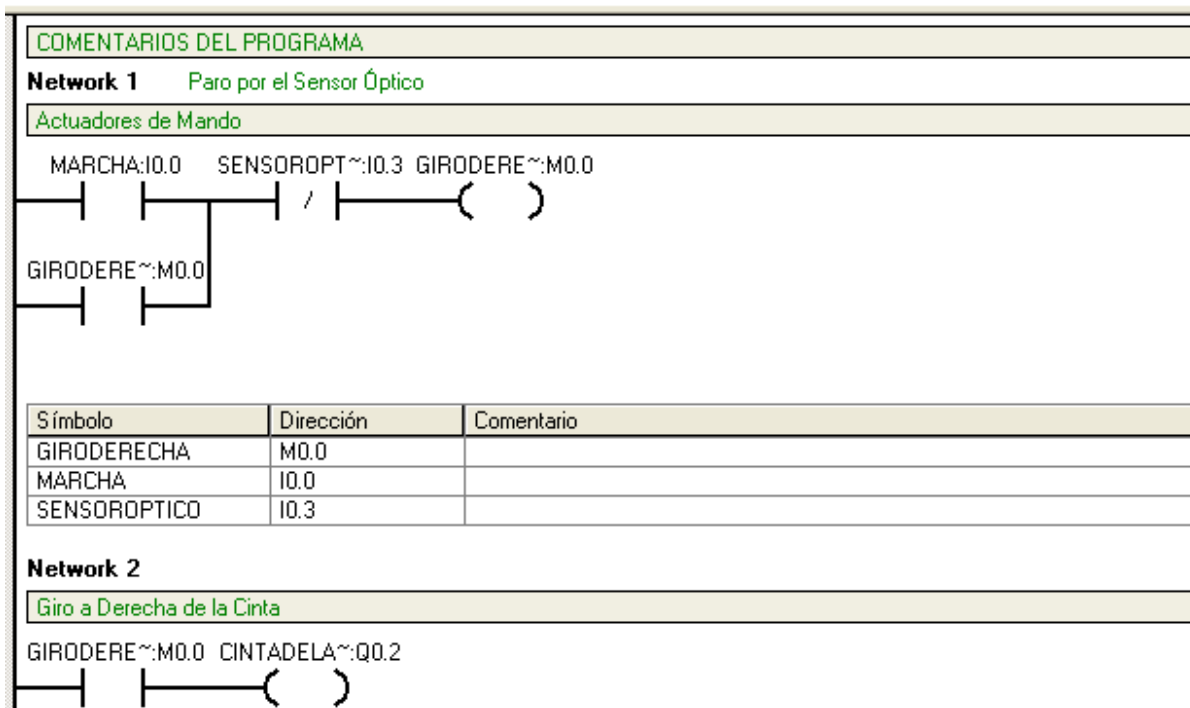 COMENTARIOS DEL PROGRAMA
Network 1 Paro por el Sensor Óptico
Actuadores de Mando
MARCHA:I0.0 SENSOROPT~:I0.3 GIRODERE~:M0.0
/
GIRODERE~:M0.0
Símbolo Dirección Comentario
GIRODERECHA M0.0
MARCHA I0.0
SENSOROPTICO I0.3
Network 2
Giro a Derecha de la Cinta
GIRODERE~:M0.0 CINTADELA~:Q0.2